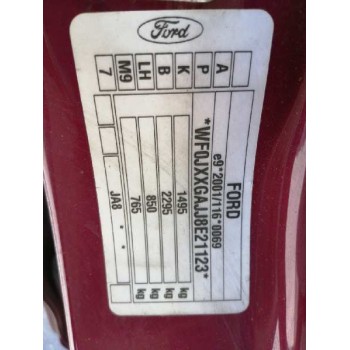 Ford
FORD
e9*2001/116*0069
*WF0JXXGAJJ8E21123*
1495 kg
2295 kg
850 kg
765 kg
JA8 * *
A
P
K
B
LH
M9
7